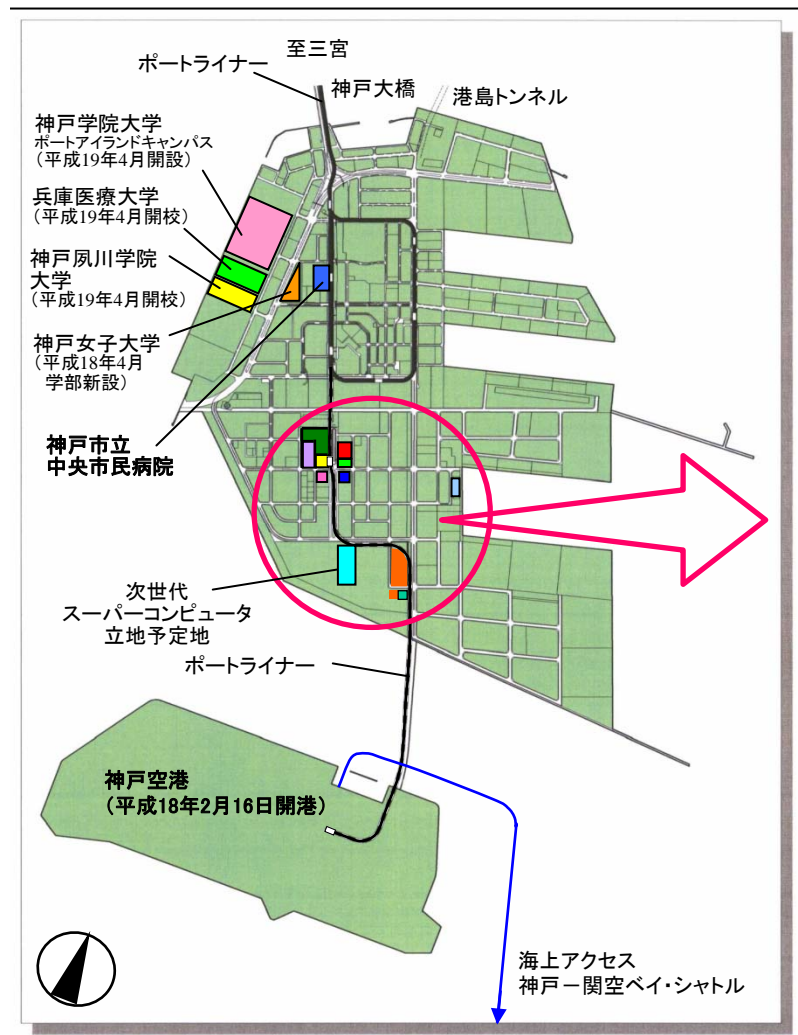 至三宮
ポートライナー
神戸大橋
港島トンネル
神戸学院大学
ポートアイランドキャンパス
(平成19年4月開設)
兵庫医療大学
(平成19年4月開校)
神戸夙川学院
大学
(平成19年4月開校)
神戸女子大学
(平成18年4月
学部新設)
神戸市立
中央市民病院
次世代
スーパーコンピュータ
立地予定地
ポートライナー
神戸空港
(平成18年2月16日開港)
海上アクセス
神戸-関空ベイ・シャトル